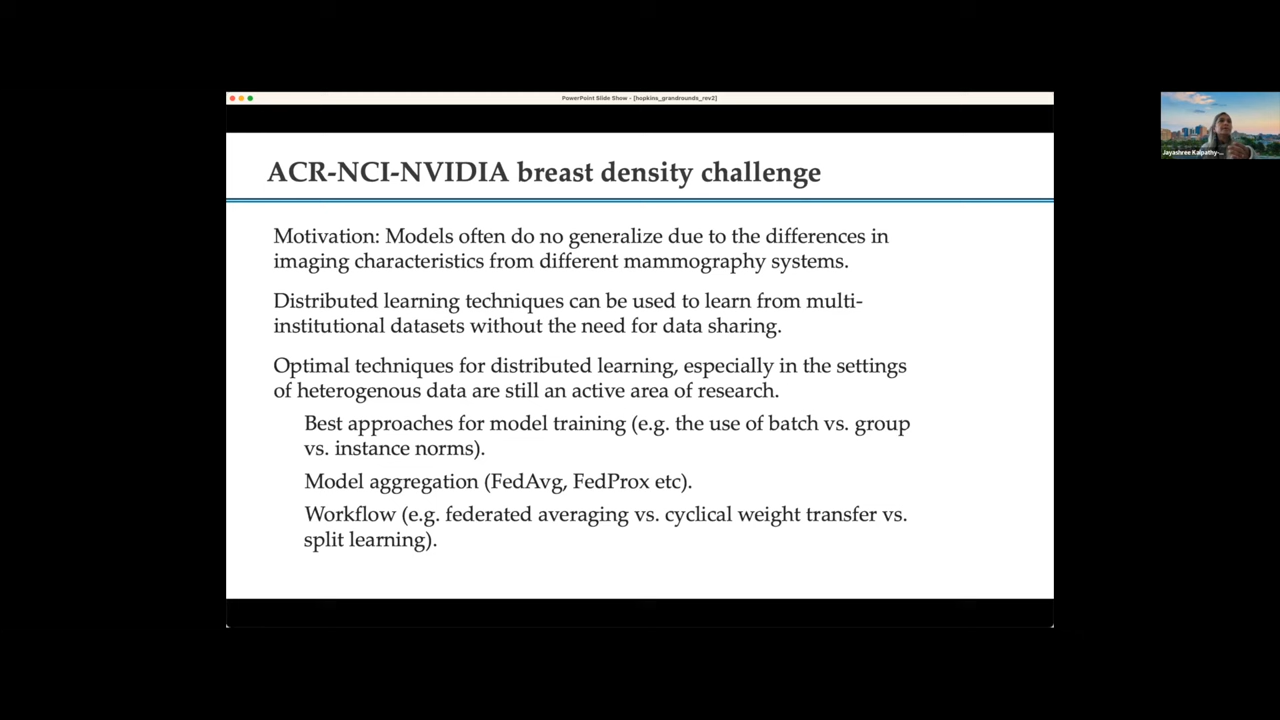 PowerPoint Slide Show - [hopkins_grandrounds_rev2]
ACR-NCI-NVIDIA breast density challenge
Motivation: Models often do no generalize due to the differences in
imaging characteristics from different mammography systems.
Distributed learning techniques can be used to learn from multi-
institutional datasets without the need for data sharing.
Optimal techniques for distributed learning, especially in the settings
of heterogenous data are still an active area of research.
Best approaches for model training (e.g. the use of batch vs. group
vs. instance norms).
Model aggregation (FedAvg, FedProx etc).
Workflow (e.g. federated averaging vs. cyclical weight transfer vs.
split learning).
Jayashree Kalpathy-...